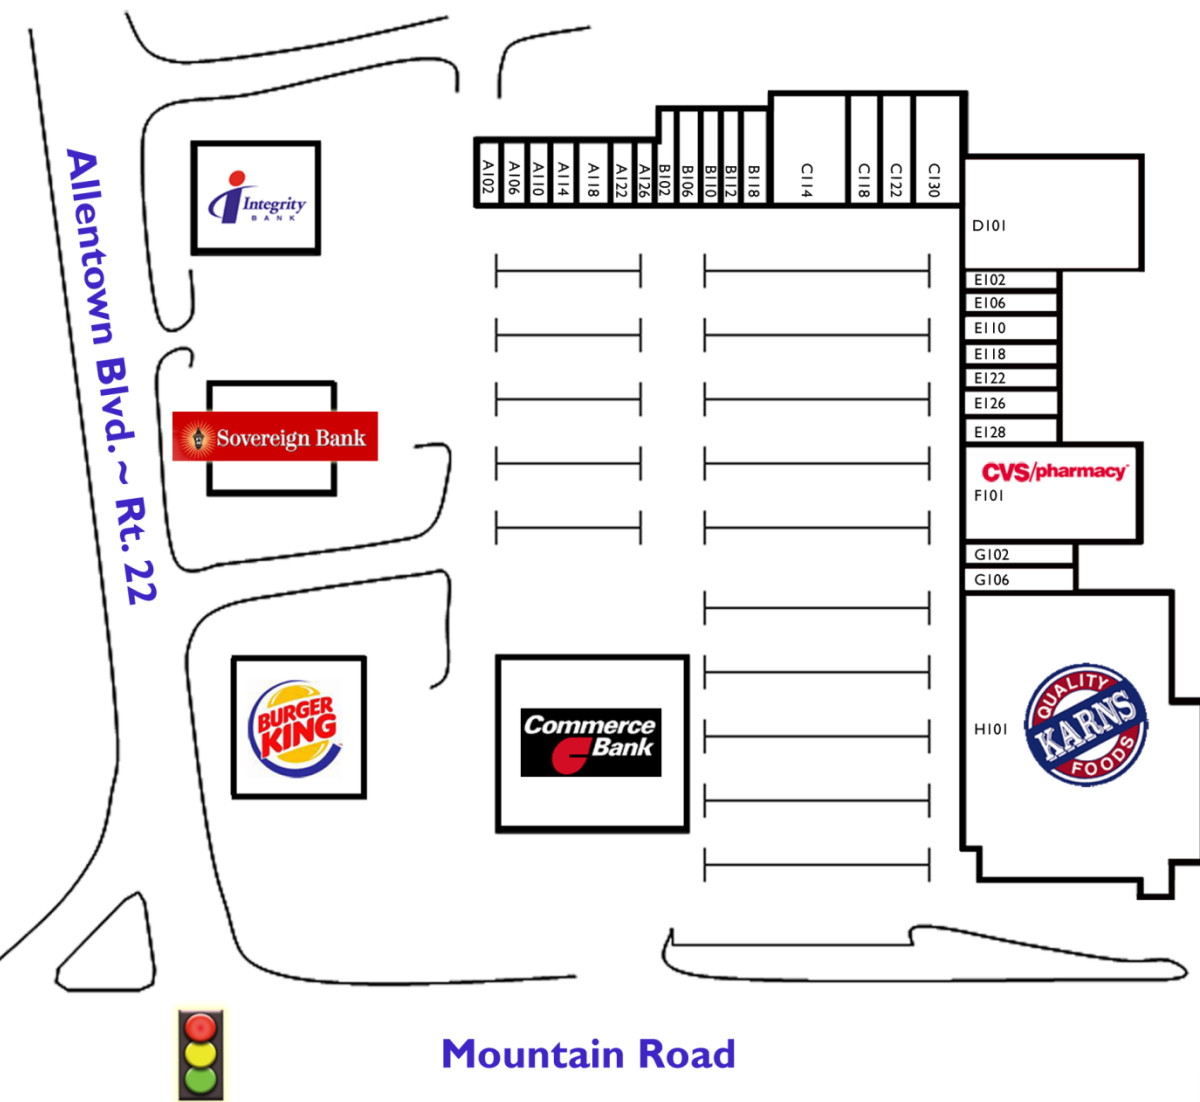 Allentown Blvd. ~ Rt. 22
Integrity
BANK
Sovereign Bank
BURGER
KING
Commerce
Bank
A102
A106
A110
A114
A118
A122
A126
B102
B106
B110
B112
B118
C114
C118
C122
C130
D101
E102
E106
E110
E118
E122
E126
E128
CVS/pharmacy
F101
G102
G106
H101
QUALITY
KARNS
FOODS
Mountain Road